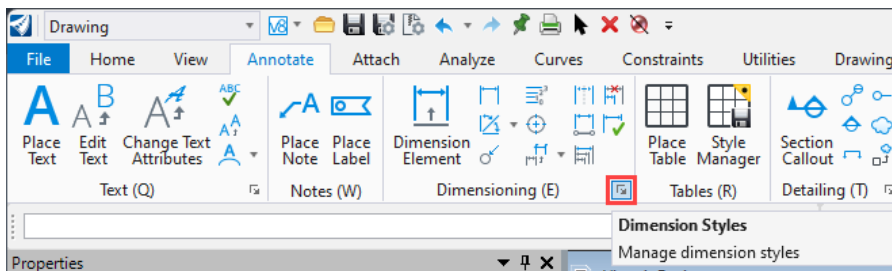 Drawing V8
File Home View Annotate Attach Analyze Curves Constraints Utilities Drawing
A A B A ABC A A
Place Text Edit Text Change Text Attributes A Place Note Place Label Dimension Element Place Table Style Manager Section Callout
Text (Q) Notes (W) Dimensioning (E) Tables (R) Detailing (T)
Dimension Styles
Manage dimension styles
Properties